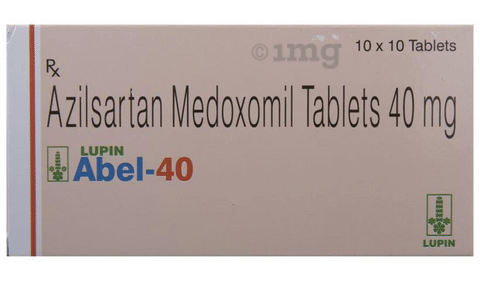 © 1mg
10 x 10 Tablets
Rx
Azilsartan Medoxomil Tablets 40 mg
LUPIN
Abel-40
LUPIN